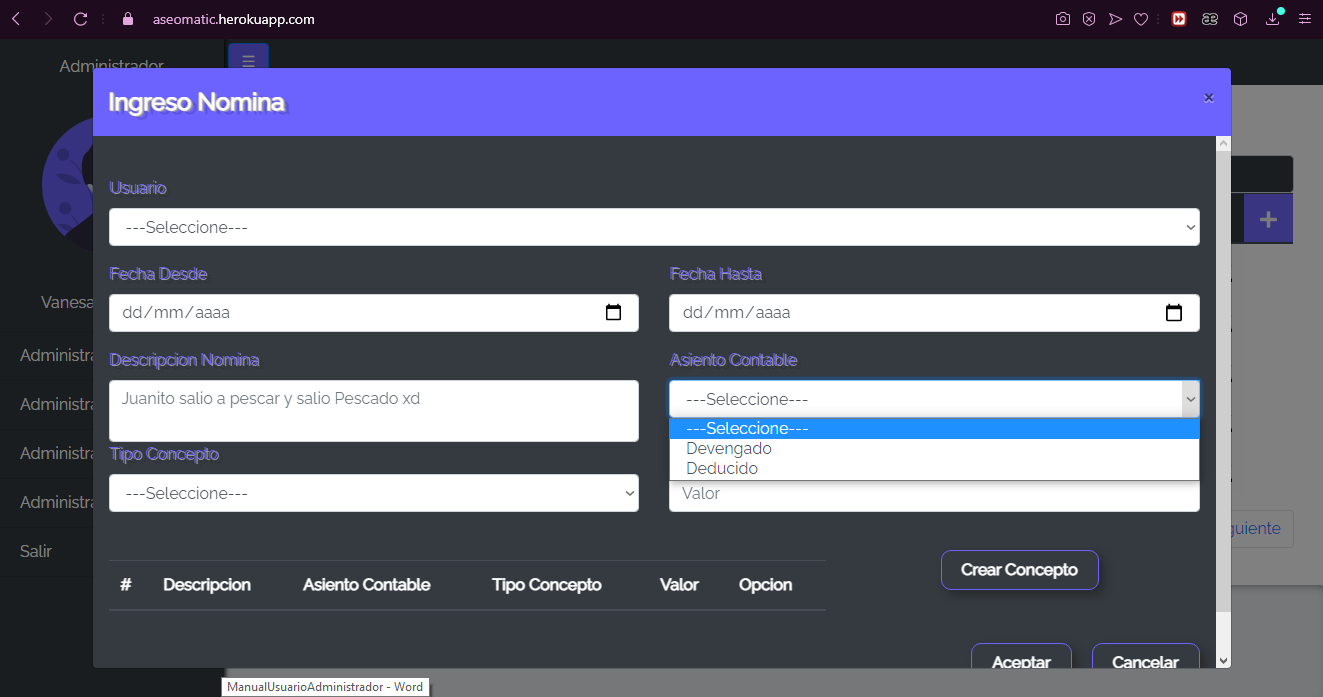 aseomatic.herokuapp.com
Administrador
Ingreso Nomina
×
Usuario
---Seleccione---
Fecha Desde
Fecha Hasta
dd/mm/aaaa
dd/mm/aaaa
Vanesa
Administra
Descripcion Nomina
Asiento Contable
Juanito salio a pescar y salio Pescado xd
---Seleccione---
Administra
---Seleccione---
Devengado
Administra
Tipo Concepto
Deducido
---Seleccione---
Valor
Administra
guiente
Salir
Crear Concepto
# Descripcion Asiento Contable Tipo Concepto Valor Opcion
Aceptar
Cancelar
ManualUsuarioAdministrador - Word